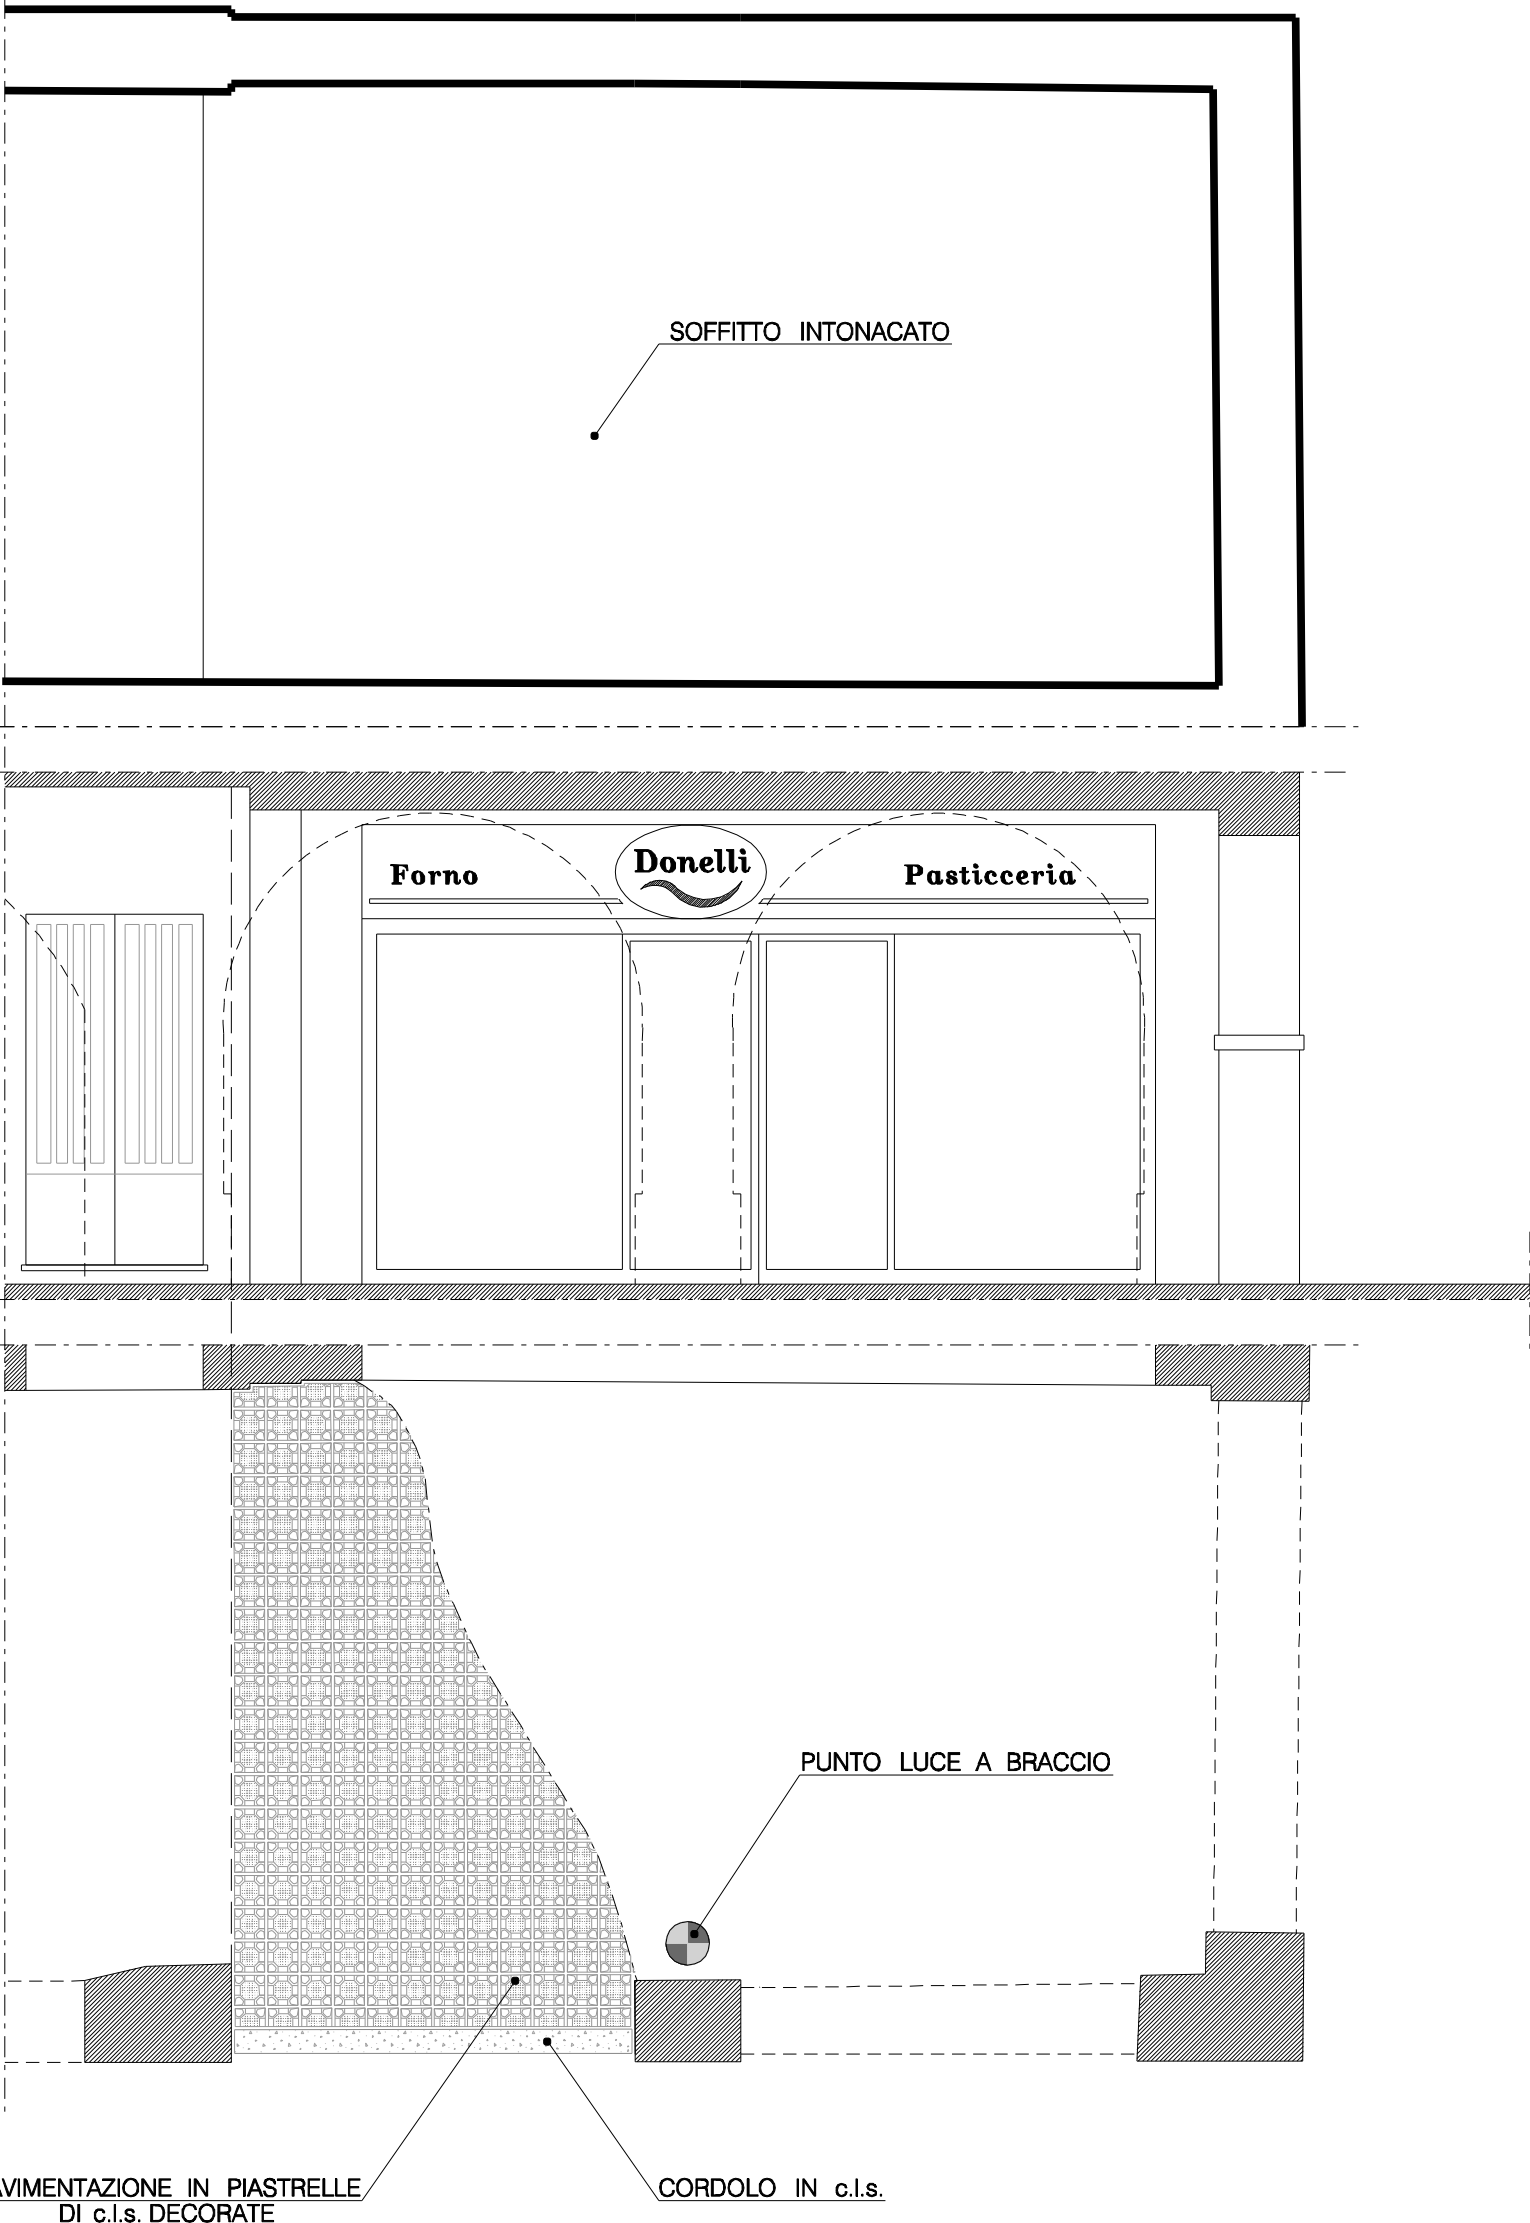 SOFFITTO INTONACATO
Forno Donelli Pasticceria
PUNTO LUCE A BRACCIO
AVIMENTAZIONE IN PIASTRELLE
DI c.l.s. DECORATE
CORDOLO IN c.l.s.